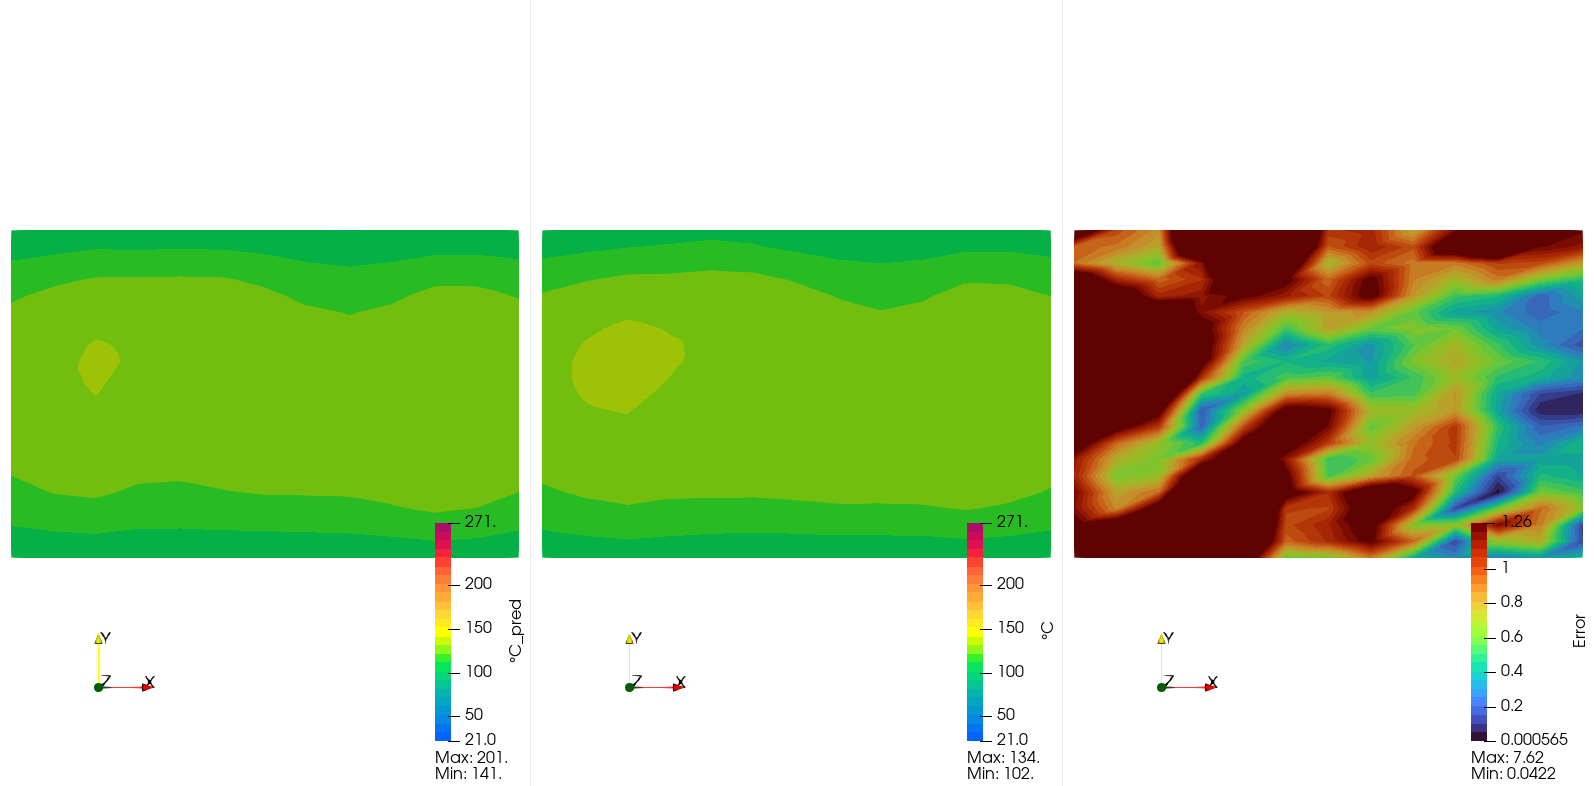 271.
200
150
100
50
21.0
°C_pred
Max: 201.
Min: 141.
Y
Z
X
271.
200
150
100
50
21.0
°C
Max: 134.
Min: 102.
Y
Z
X
1.26
1
0.8
0.6
0.4
0.2
0.000565
Error
Max: 7.62
Min: 0.0422
Y
Z
X